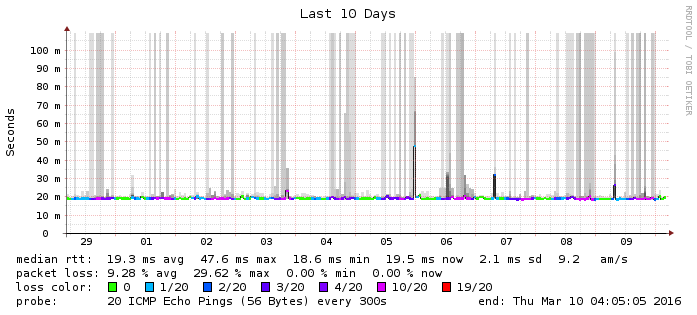 Last 10 Days
RRDTOOL / TOBI OETIKER
Seconds
100 m
90 m
80 m
70 m
60 m
50 m
40 m
30 m
20 m
10 m
0
29 01 02 03 04 05 06 07 08 09
median rtt: 19.3 ms avg 47.6 ms max 18.6 ms min 19.5 ms now 2.1 ms sd 9.2 am/s
packet loss: 9.28 % avg 29.62 % max 0.00 % min 0.00 % now
loss color: 0 1/20 2/20 3/20 4/20 10/20 19/20
probe: 20 ICMP Echo Pings (56 Bytes) every 300s end: Thu Mar 10 04:05:05 2016